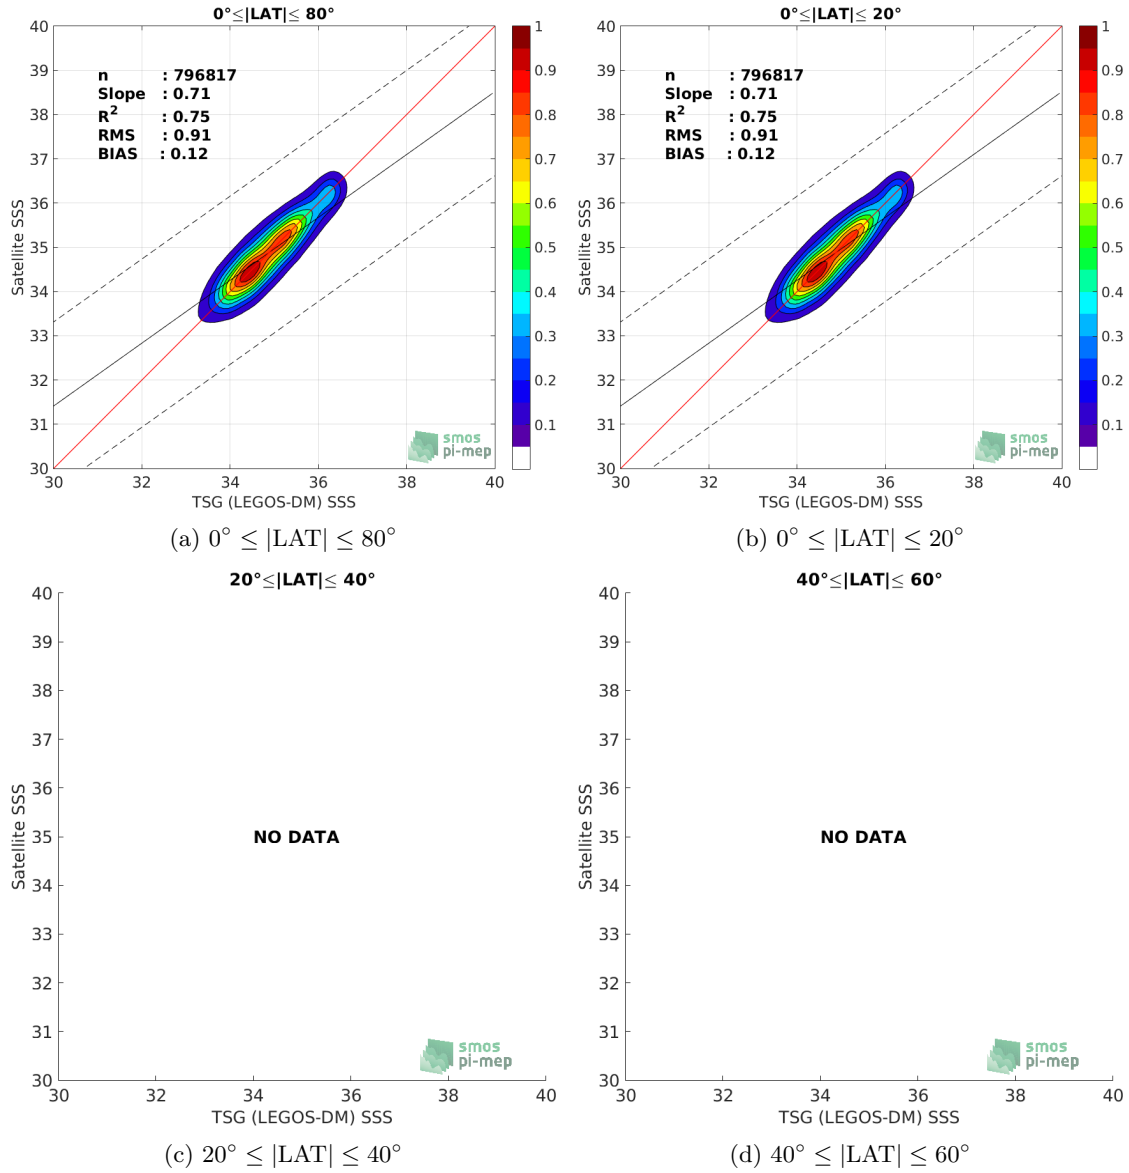 0°≤|LAT|≤ 80°
40
39
38
37
36
35
34
33
32
31
30
Satellite SSS
n : 796817
Slope : 0.71
R² : 0.75
RMS : 0.91
BIAS : 0.12
smos
pi-mep
30 32 34 36 38 40
TSG (LEGOS-DM) SSS
1
0.9
0.8
0.7
0.6
0.5
0.4
0.3
0.2
0.1
(a) 0° ≤ |LAT| ≤ 80°
0°≤|LAT|≤ 20°
40
39
38
37
36
35
34
33
32
31
30
Satellite SSS
n : 796817
Slope : 0.71
R² : 0.75
RMS : 0.91
BIAS : 0.12
smos
pi-mep
30 32 34 36 38 40
TSG (LEGOS-DM) SSS
1
0.9
0.8
0.7
0.6
0.5
0.4
0.3
0.2
0.1
(b) 0° ≤ |LAT| ≤ 20°
20°≤|LAT|≤ 40°
40
39
38
37
36
35
34
33
32
31
30
Satellite SSS
NO DATA
smos
pi-mep
30 32 34 36 38 40
TSG (LEGOS-DM) SSS
(c) 20° ≤ |LAT| ≤ 40°
40°≤|LAT|≤ 60°
40
39
38
37
36
35
34
33
32
31
30
Satellite SSS
NO DATA
smos
pi-mep
30 32 34 36 38 40
TSG (LEGOS-DM) SSS
(d) 40° ≤ |LAT| ≤ 60°